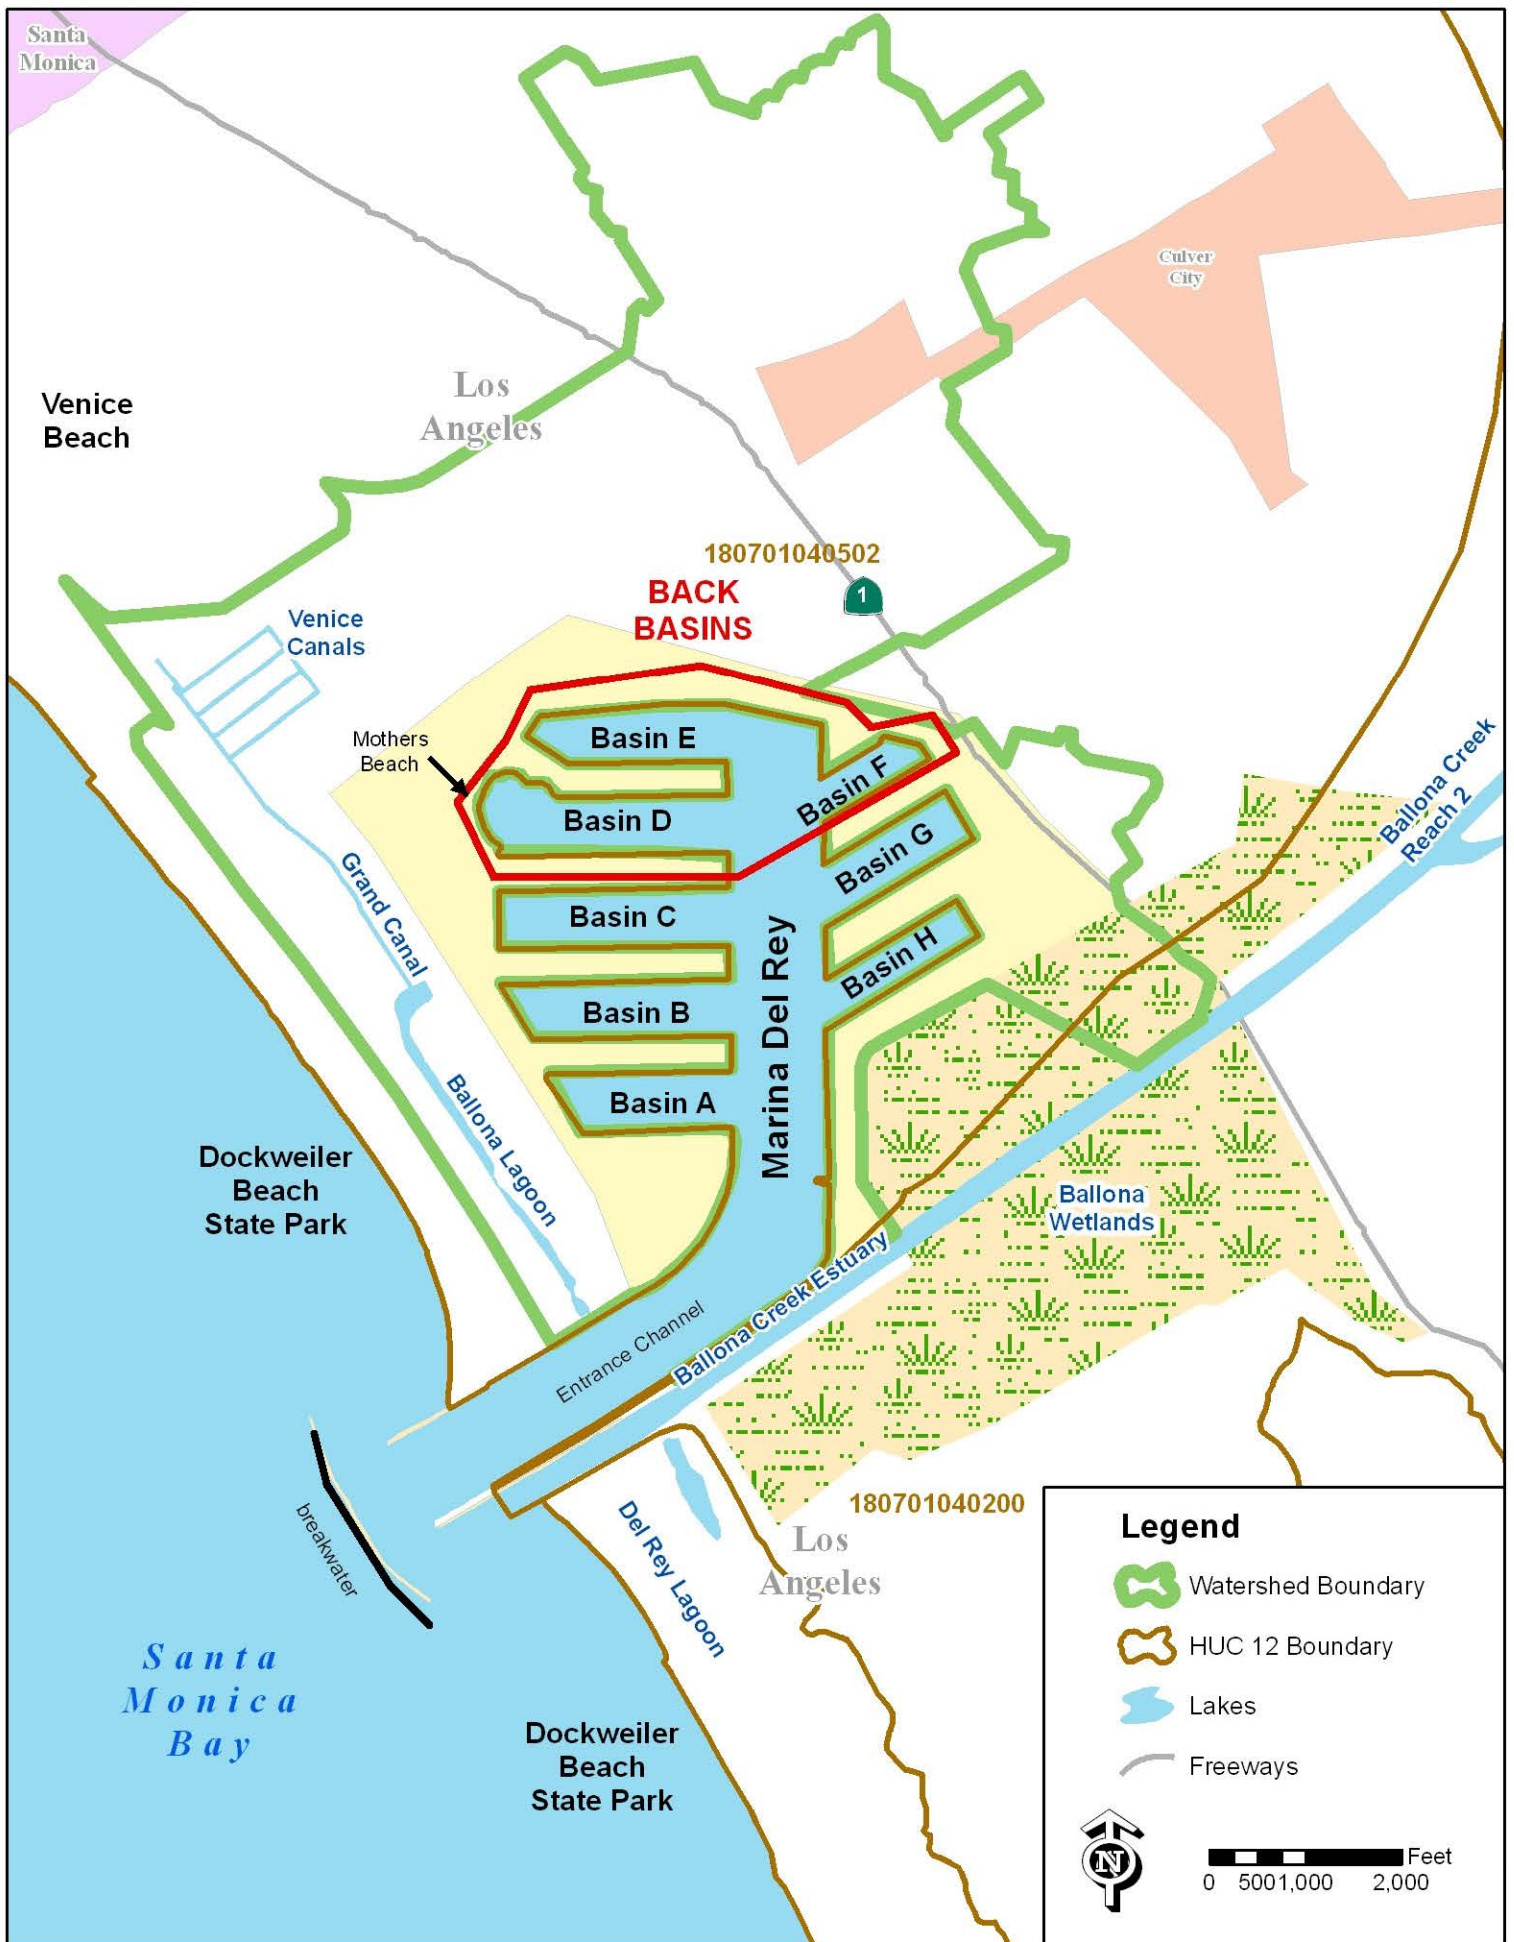 Santa
Monica
Culver
City
Los
Angeles
Venice
Beach
180701040502
BACK
BASINS
1
Venice
Canals
Mothers
Beach
Basin E
Basin F
Basin D
Basin G
Basin C
Basin H
Basin B
Basin A
Marina Del Rey
Grand Canal
Ballona Lagoon
Ballona Creek
Reach 2
Dockweiler
Beach
State Park
Ballona
Wetlands
Ballona Creek Estuary
Entrance Channel
breakwater
Del Rey Lagoon
180701040200
Los
Angeles
Santa
Monica
Bay
Dockweiler
Beach
State Park
Legend
Watershed Boundary
HUC 12 Boundary
Lakes
Freeways
N
Feet
0 500 1,000 2,000